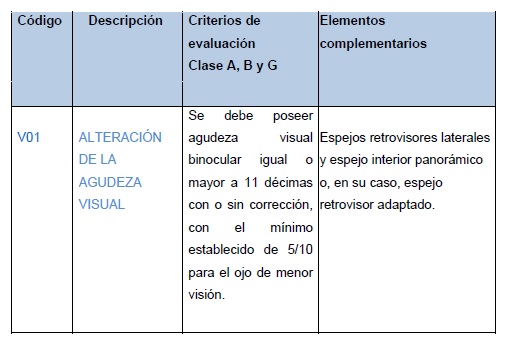 Código
Descripción
Criterios de
evaluación
Clase A, B y G
Elementos
complementarios
V01
ALTERACIÓN
DE LA
AGUDEZA
VISUAL
Se debe poseer
agudeza visual
binocular igual o
mayor a 11 décimas
con o sin corrección,
con el mínimo
establecido de 5/10
para el ojo de menor
visión.
Espejos retrovisores laterales
y espejo interior panorámico
o, en su caso, espejo
retrovisor adaptado.